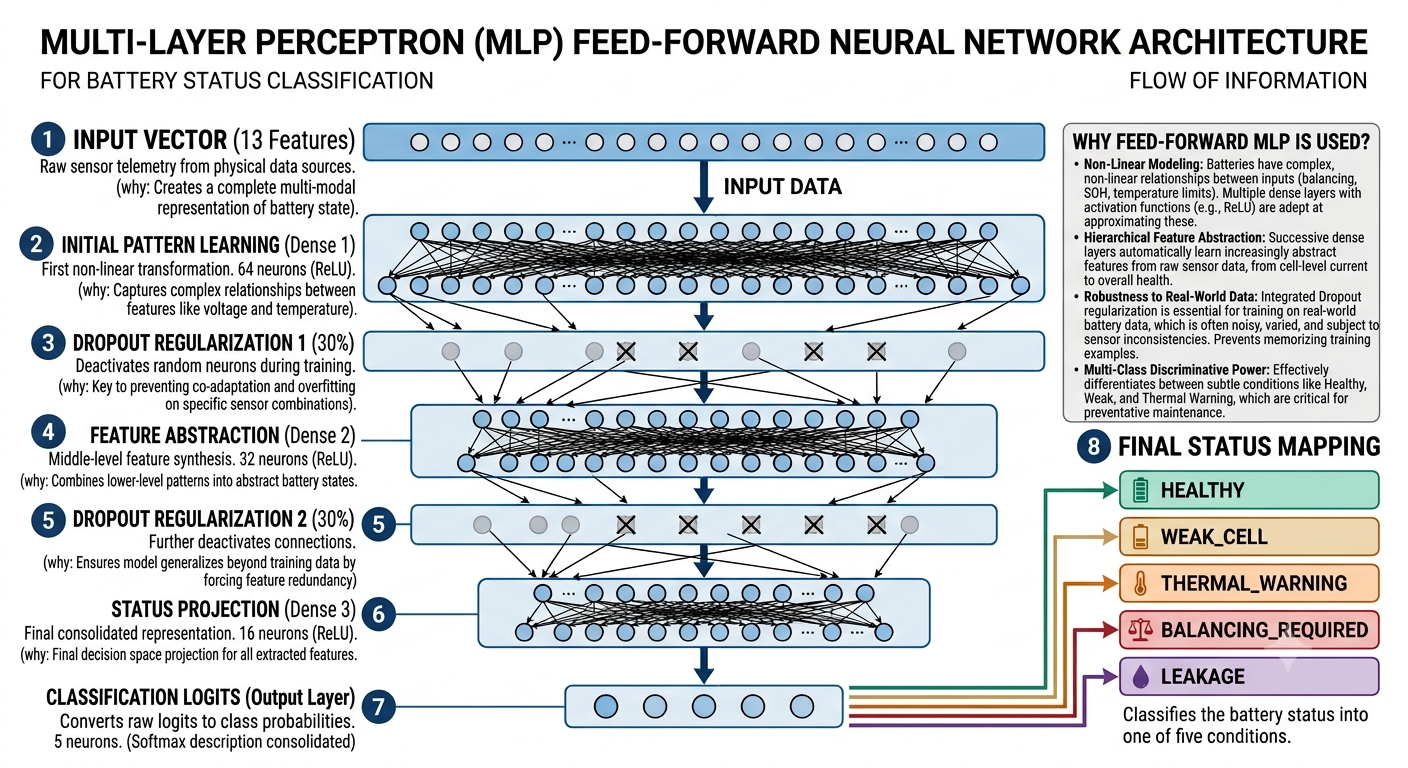 MULTI-LAYER PERCEPTRON (MLP) FEED-FORWARD NEURAL NETWORK ARCHITECTURE
FOR BATTERY STATUS CLASSIFICATION
FLOW OF INFORMATION
1 INPUT VECTOR (13 Features)
Raw sensor telemetry from physical data sources.
(why: Creates a complete multi-modal
representation of battery state).
INPUT DATA
2 INITIAL PATTERN LEARNING (Dense 1)
First non-linear transformation. 64 neurons (ReLU).
(why: Captures complex relationships between
features like voltage and temperature).
3 DROPOUT REGULARIZATION 1 (30%)
Deactivates random neurons during training.
(why: Key to preventing co-adaptation and overfitting
on specific sensor combinations).
4 FEATURE ABSTRACTION (Dense 2)
Middle-level feature synthesis. 32 neurons (ReLU).
(why: Combines lower-level patterns into abstract battery states.
5 DROPOUT REGULARIZATION 2 (30%) 5
Further deactivates connections.
(why: Ensures model generalizes beyond training data by
forcing feature redundancy)
STATUS PROJECTION (Dense 3) 6
Final consolidated representation. 16 neurons (ReLU).
(why: Final decision space projection for all extracted features.
CLASSIFICATION LOGITS (Output Layer) 7
Converts raw logits to class probabilities.
5 neurons. (Softmax description consolidated)
WHY FEED-FORWARD MLP IS USED?
• Non-Linear Modeling: Batteries have complex,
non-linear relationships between inputs (balancing,
SOH, temperature limits). Multiple dense layers with
activation functions (e.g., ReLU) are adept at
approximating these.
• Hierarchical Feature Abstraction: Successive dense
layers automatically learn increasingly abstract
features from raw sensor data, from cell-level current
to overall health.
• Robustness to Real-World Data: Integrated Dropout
regularization is essential for training on real-world
battery data, which is often noisy, varied, and subject to
sensor inconsistencies. Prevents memorizing training
examples.
• Multi-Class Discriminative Power: Effectively
differentiates between subtle conditions like Healthy,
Weak, and Thermal Warning, which are critical for
preventative maintenance.
8 FINAL STATUS MAPPING
HEALTHY
WEAK_CELL
THERMAL_WARNING
BALANCING_REQUIRED
LEAKAGE
Classifies the battery status into
one of five conditions.